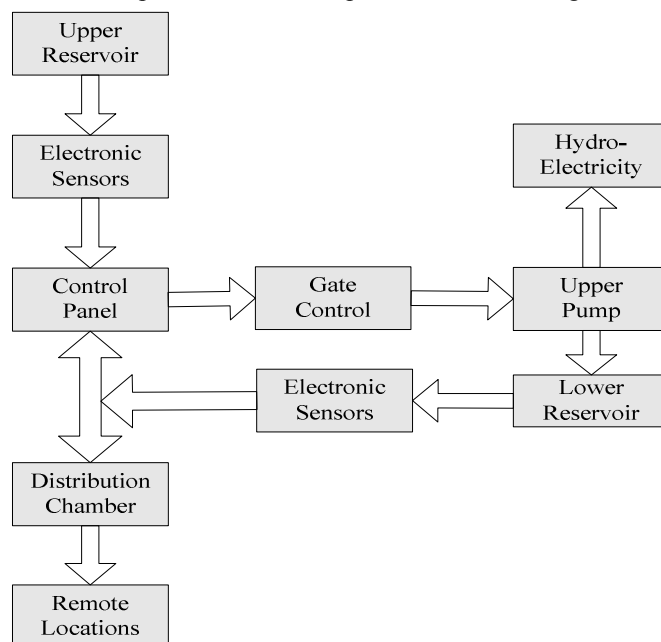 Upper
Reservoir
Electronic
Sensors
Hydro-
Electricity
Control
Panel
Gate
Control
Upper
Pump
Electronic
Sensors
Lower
Reservoir
Distribution
Chamber
Remote
Locations